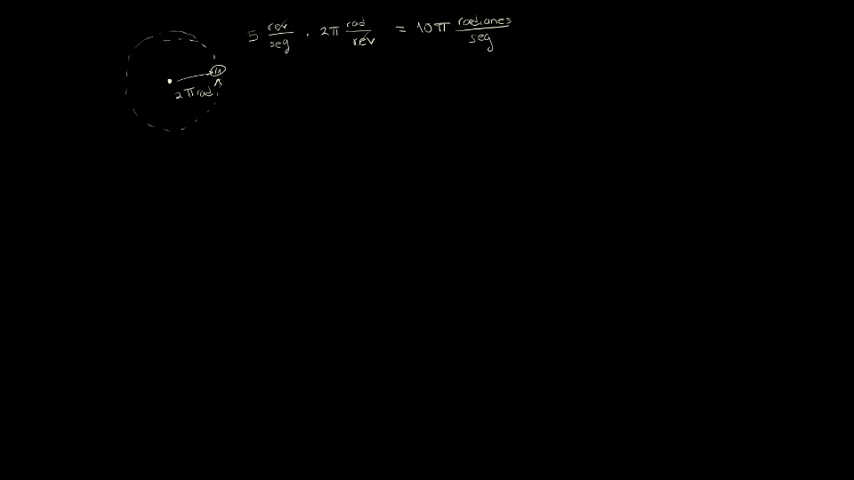 5 rev/seg · 2π rad/rev = 10π radianes/seg
2π rad